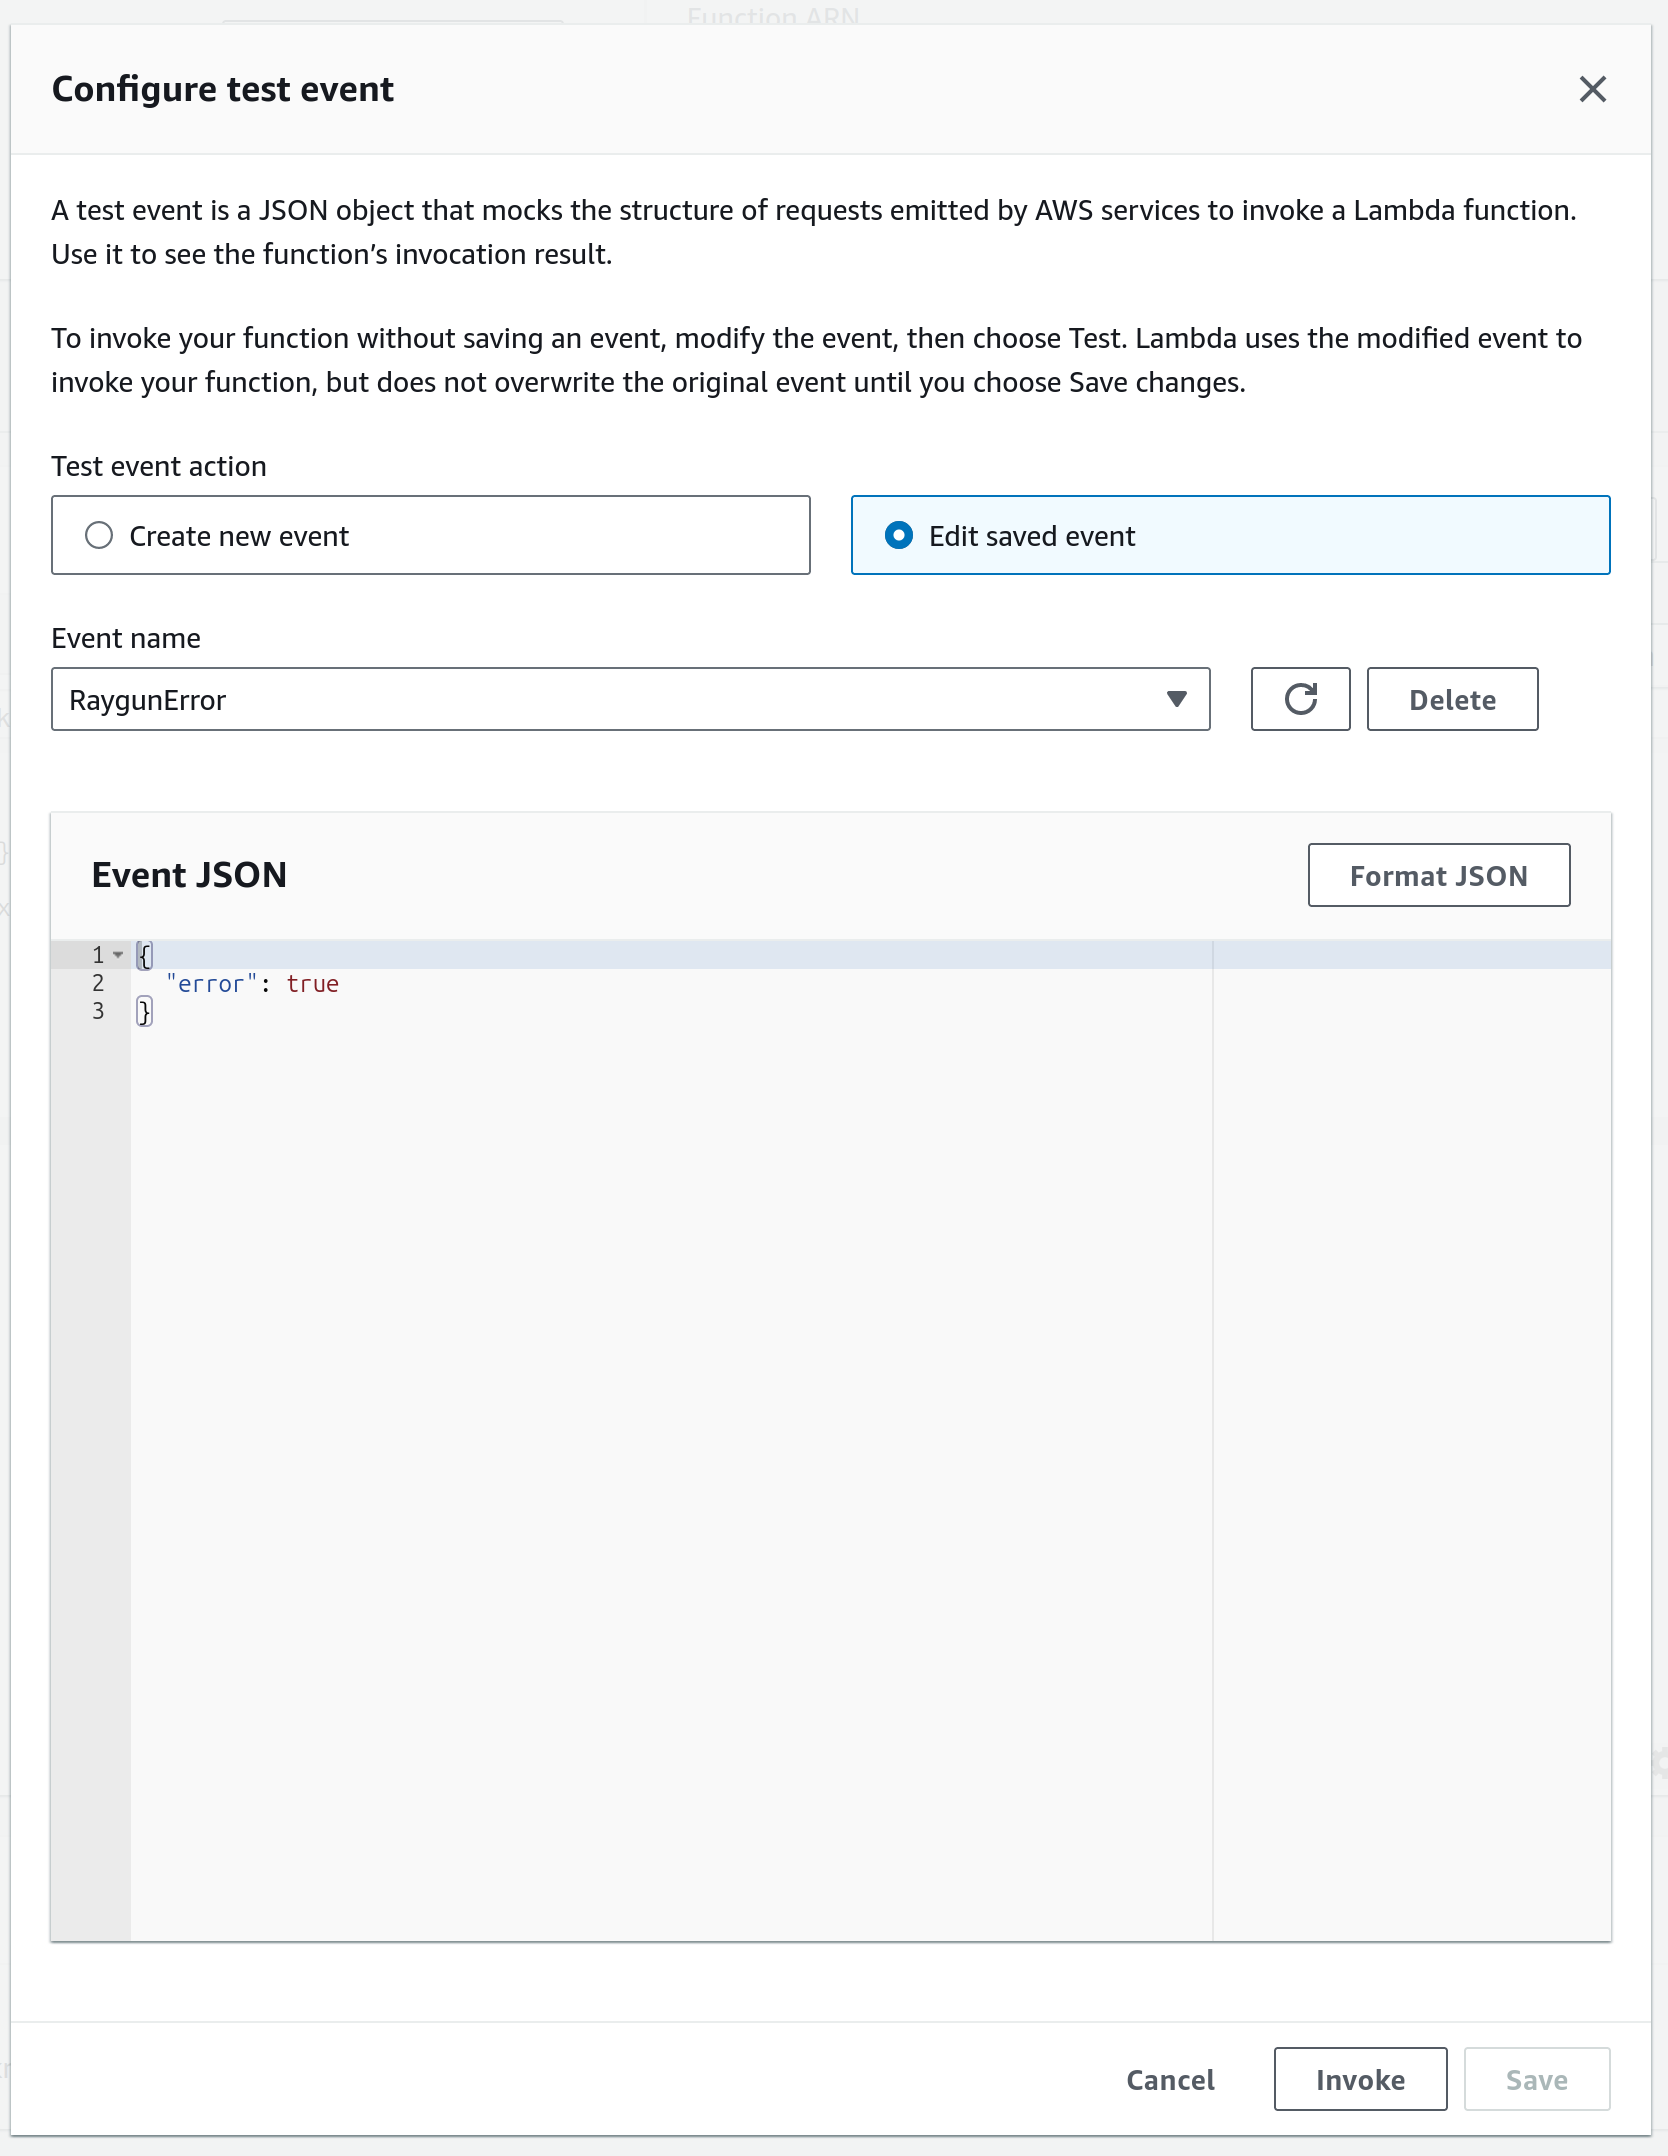 Function ARN
Configure test event
A test event is a JSON object that mocks the structure of requests emitted by AWS services to invoke a Lambda function.
Use it to see the function’s invocation result.
To invoke your function without saving an event, modify the event, then choose Test. Lambda uses the modified event to
invoke your function, but does not overwrite the original event until you choose Save changes.
Test event action
Create new event
Edit saved event
Event name
RaygunError
Delete
Event JSON
Format JSON
1 {
2 "error": true
3 }
Cancel
Invoke
Save